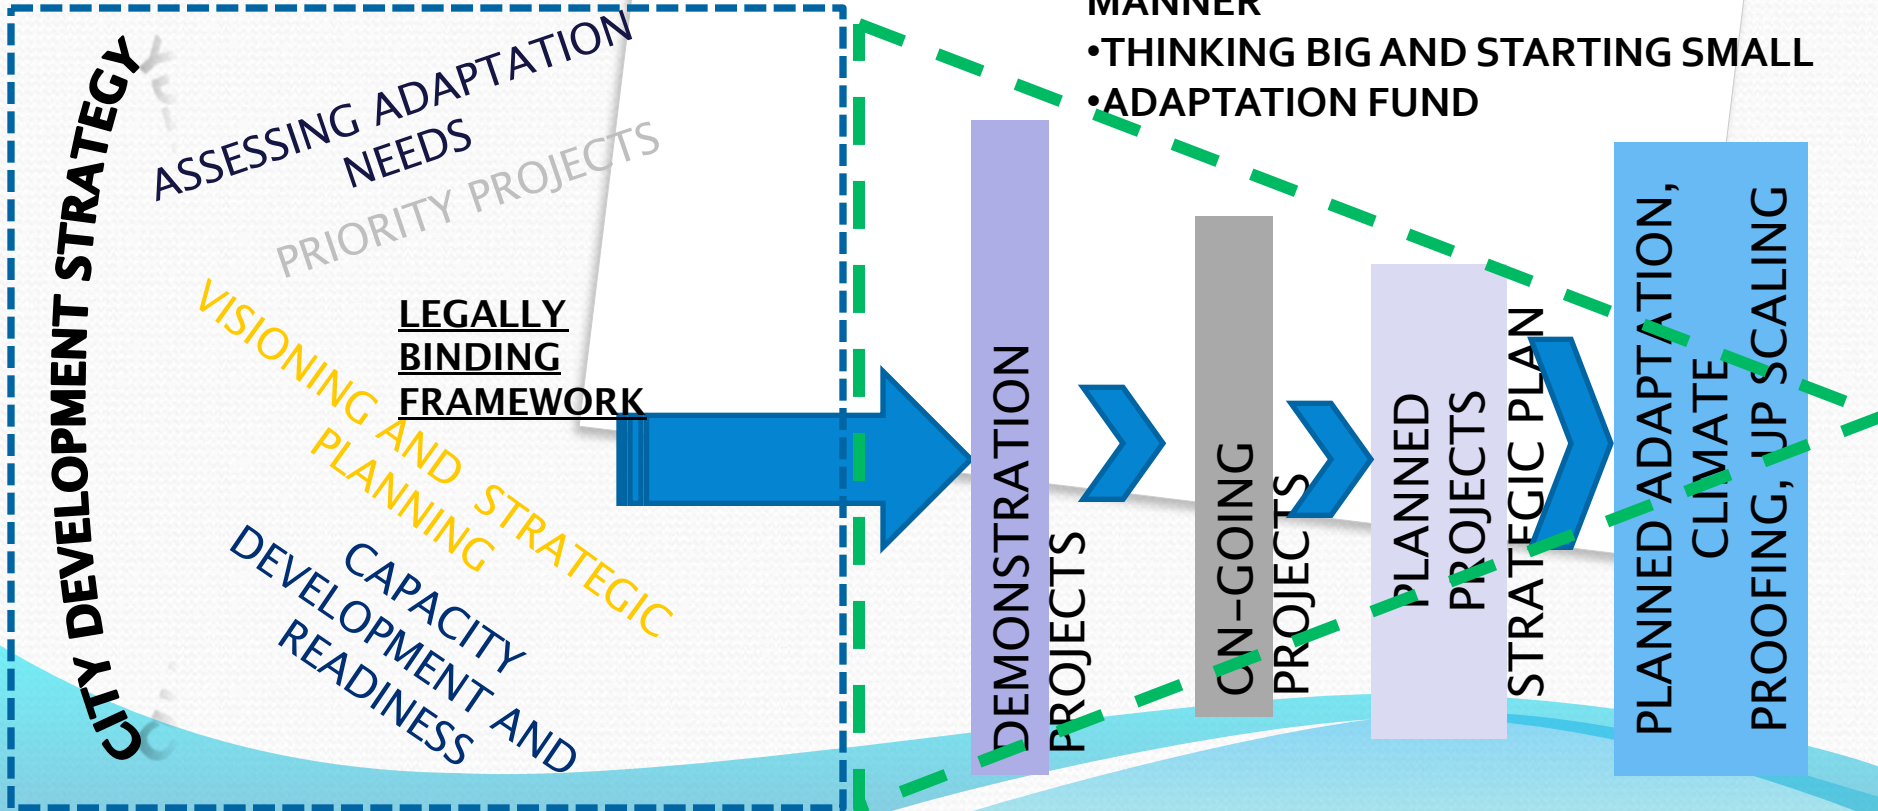 MANNER
•THINKING BIG AND STARTING SMALL
•ADAPTATION FUND
CITY DEVELOPMENT STRATEGY
ASSESSING ADAPTATION
NEEDS
PRIORITY PROJECTS
LEGALLY
BINDING
FRAMEWORK
VISIONING AND STRATEGIC
PLANNING
CAPACITY
DEVELOPMENT AND
READINESS
DEMONSTRATION
PROJECTS
ON-GOING
PROJECTS
PLANNED
PROJECTS
STRATEGIC PLAN
PLANNED ADAPTATION,
CLIMATE
PROOFING, UP SCALING